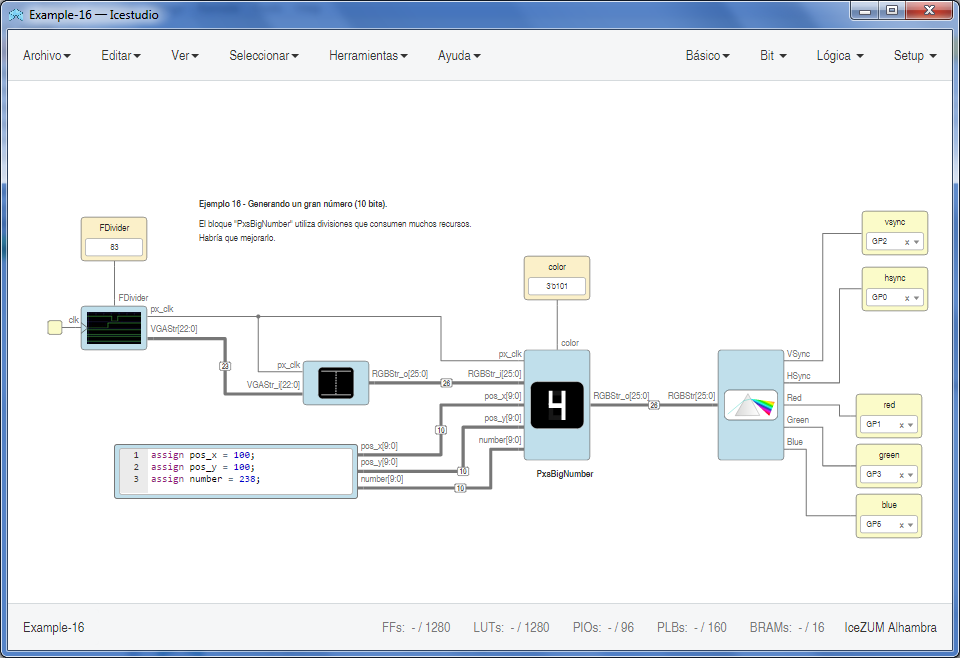 Example-16 — Icestudio
Archivo Editar Ver Seleccionar Herramientas Ayuda Básico Bit Lógica Setup
Ejemplo 16 - Generando un gran número (10 bits).
El bloque "PxsBigNumber" utiliza divisiones que consumen muchos recursos.
Habría que mejorarlo.
FDivider
83
FDivider
clk
px_clk
VGAStr[22:0]
23
px_clk
VGAStr_i[22:0]
RGBStr_o[25:0]
26
color
3'b101
color
px_clk
RGBStr_i[25:0]
pos_x[9:0]
pos_y[9:0]
number[9:0]
4
PxsBigNumber
1 assign pos_x = 100;
2 assign pos_y = 100;
3 assign number = 238;
pos_x[9:0]
pos_y[9:0]
number[9:0]
10
10
10
RGBStr_o[25:0]
26
RGBStr[25:0]
VSync
HSync
Red
Green
Blue
vsync
GP2
hsync
GP0
red
GP1
green
GP3
blue
GP5
Example-16 FFs: - / 1280 LUTs: - / 1280 PIOs: - / 96 PLBs: - / 160 BRAMs: - / 16 IceZUM Alhambra